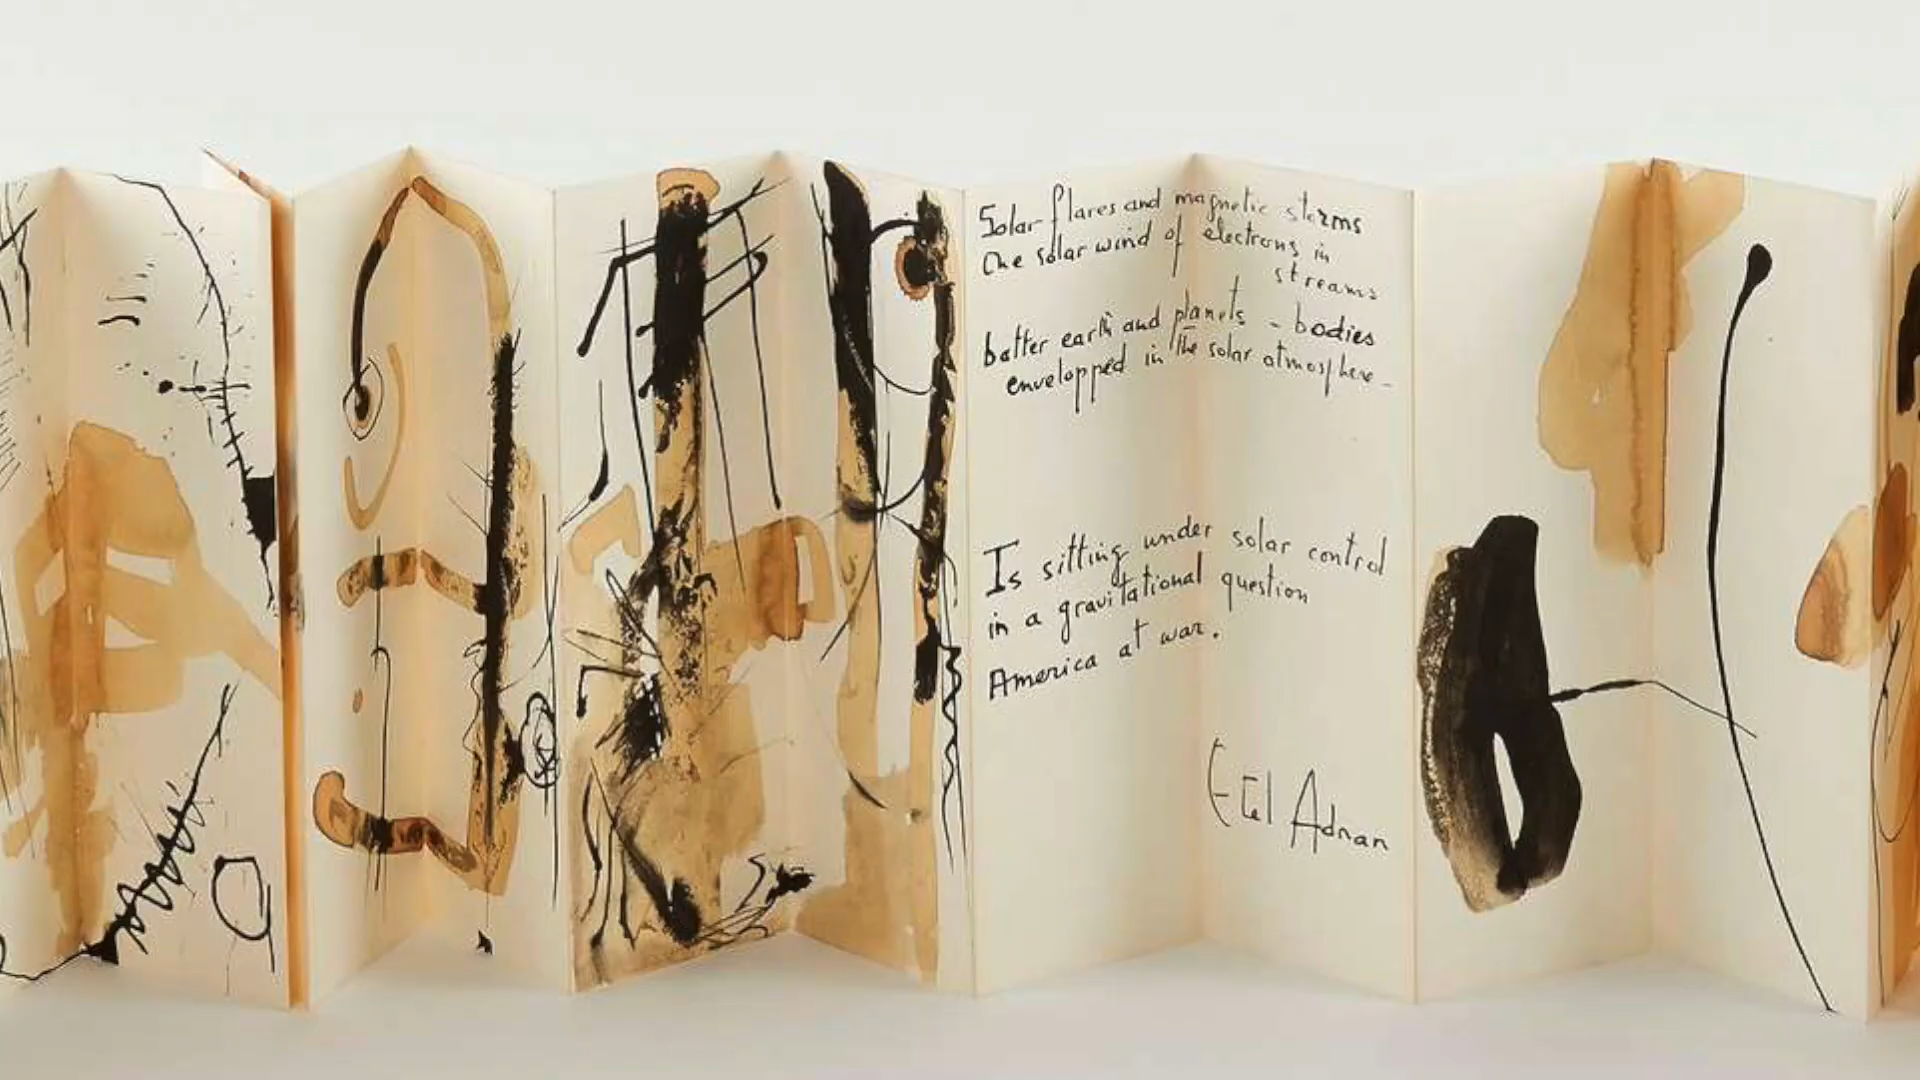 Solar flares and magnetic storms
the solar wind of electrons in
streams
batter earth and planets - bodies
envelopped in the solar atmosphere -
Is sitting under solar control
in a gravitational question
America at war.
Etel Adnan